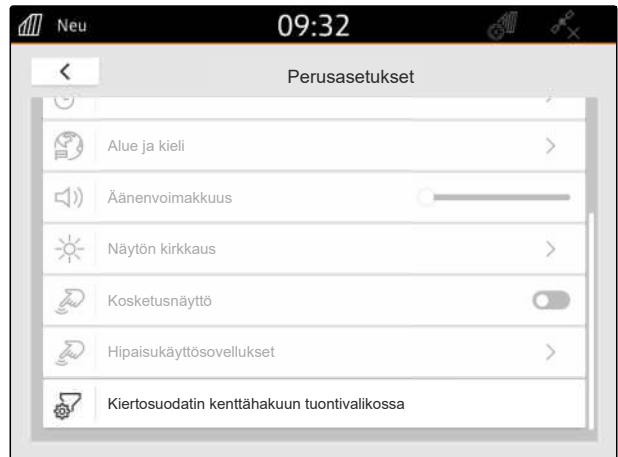 Neu
09:32
Perusasetukset
Alue ja kieli
Äänenvoimakkuus
Näytön kirkkaus
Kosketusnäyttö
Hipaisukäyttösovellukset
Kiertosuodatin kenttähakuun tuontivalikossa